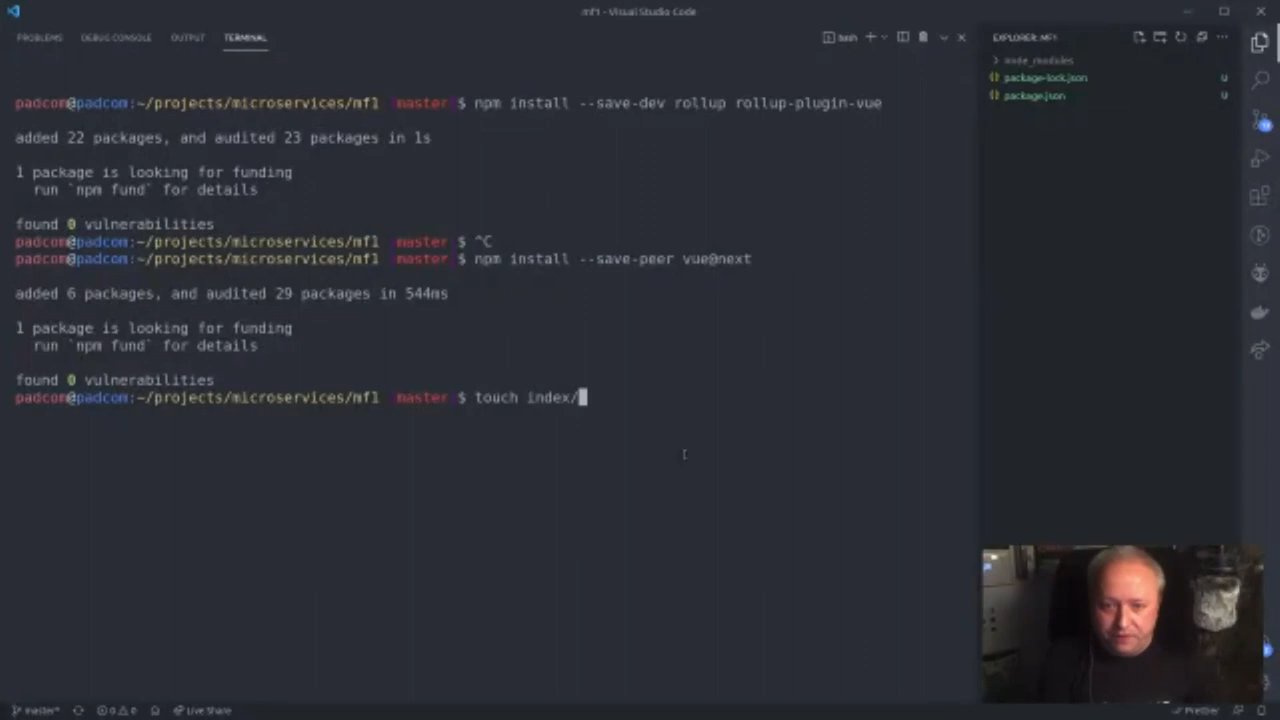 mf1 - Visual Studio Code
PROBLEMS DEBUG CONSOLE OUTPUT TERMINAL
bash
EXPLORER: MF1
node_modules
package-lock.json U
package.json U
padcom@padcom:~/projects/microservices/mf1 master $ npm install --save-dev rollup rollup-plugin-vue
added 22 packages, and audited 23 packages in 1s
1 package is looking for funding
run `npm fund` for details
found 0 vulnerabilities
padcom@padcom:~/projects/microservices/mf1 master $ ^C
padcom@padcom:~/projects/microservices/mf1 master $ npm install --save-peer vue@next
added 6 packages, and audited 29 packages in 544ms
1 package is looking for funding
run `npm fund` for details
found 0 vulnerabilities
padcom@padcom:~/projects/microservices/mf1 master $ touch index/
master* 0 0 Live Share
Prettier